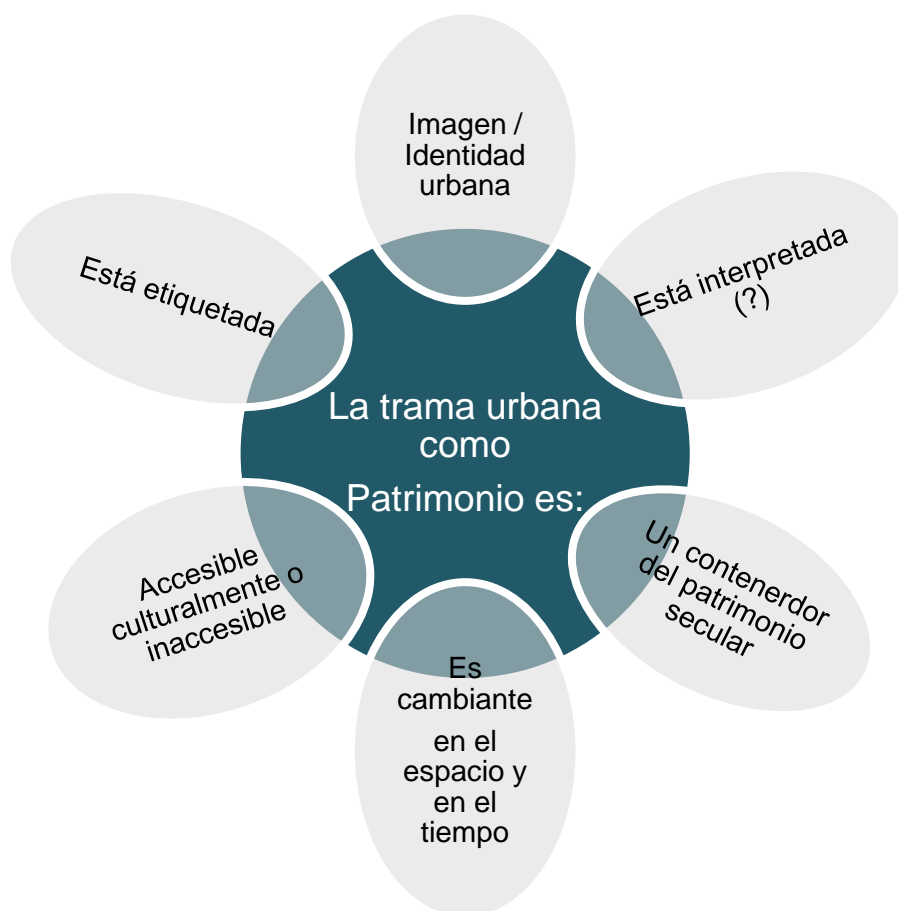 Imagen /
Identidad
urbana
Está interpretada
(?)
Un contenerdor
del patrimonio
secular
Es
cambiante
en el
espacio y
en el
tiempo
Accesible
culturalmente o
inaccesible
Está etiquetada
La trama urbana
como
Patrimonio es: